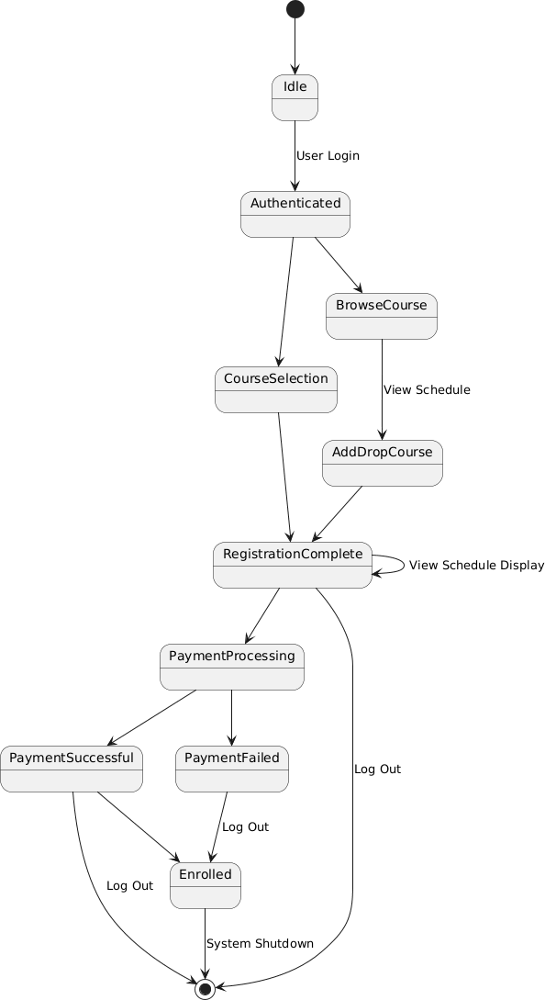 Idle
User Login
Authenticated
BrowseCourse
CourseSelection
View Schedule
AddDropCourse
RegistrationComplete
View Schedule Display
PaymentProcessing
PaymentSuccessful
PaymentFailed
Log Out
Log Out
Enrolled
Log Out
System Shutdown